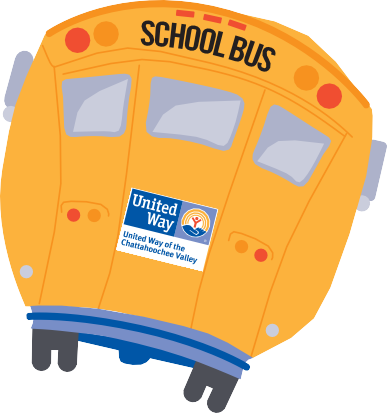 SCHOOL BUS
United
Way
United Way of the
Chattahoochee Valley